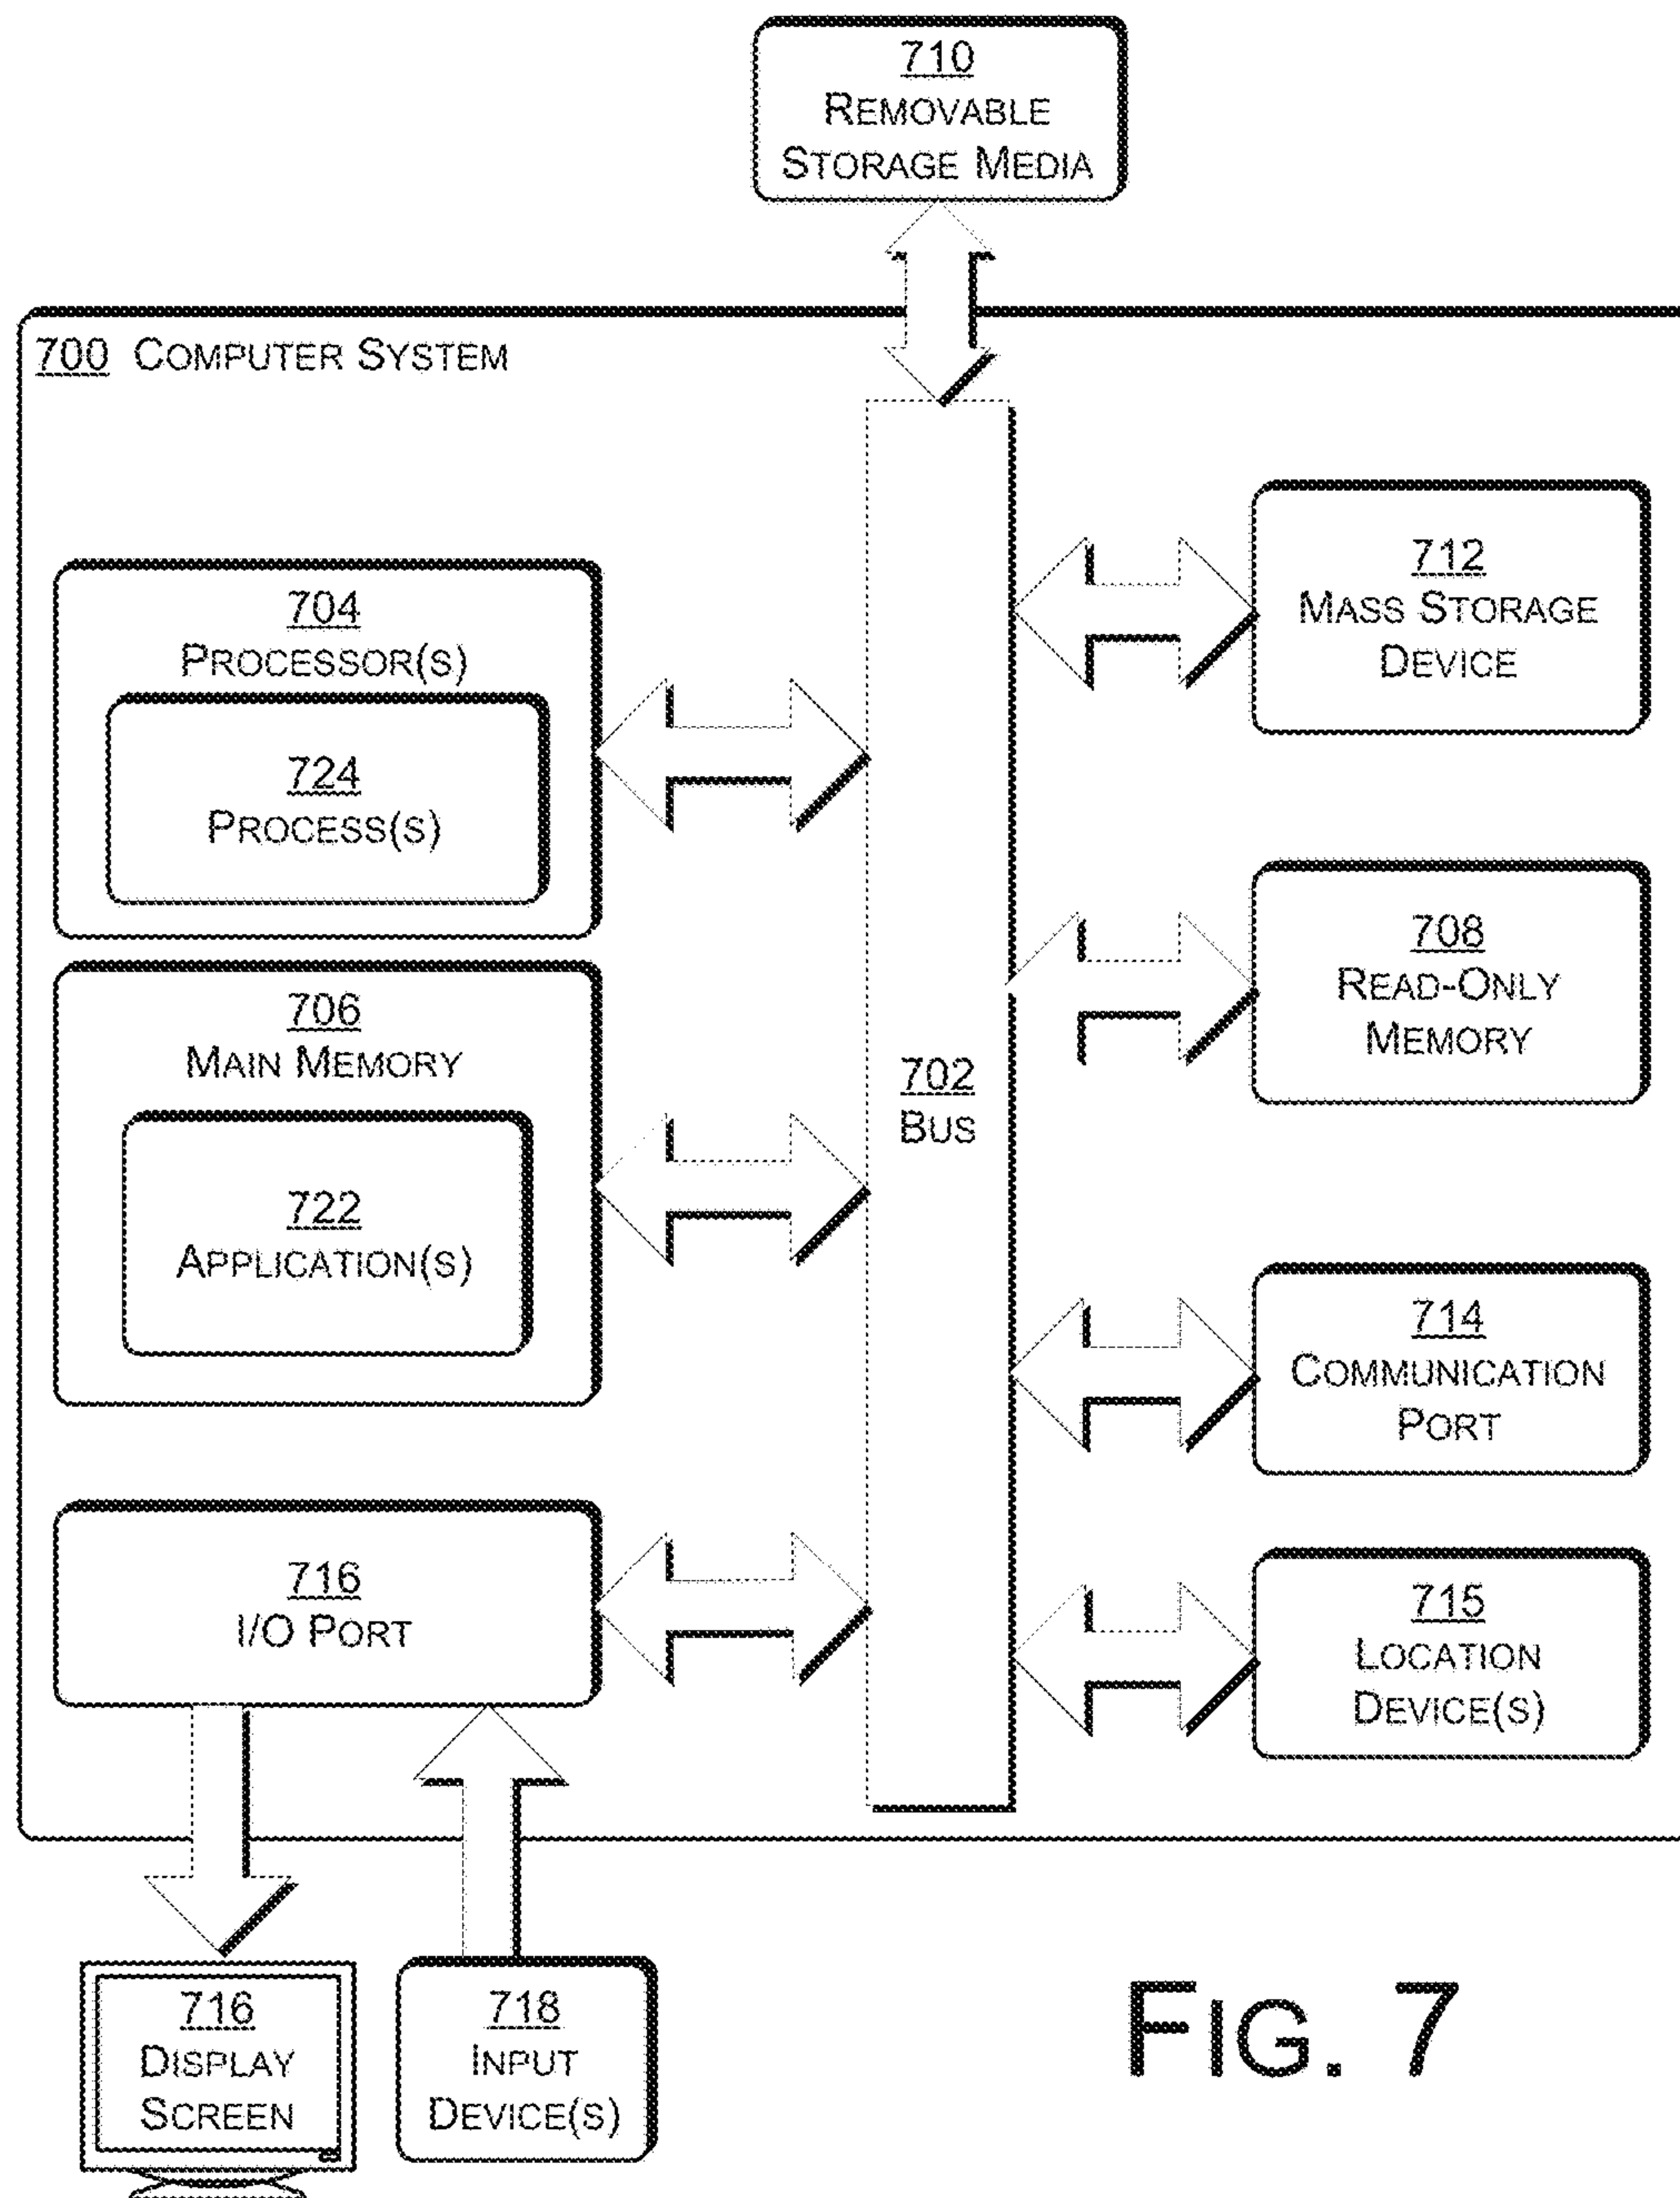 710
REMOVABLE
STORAGE MEDIA
700 COMPUTER SYSTEM
704
PROCESSOR(S)
724
PROCESS(S)
706
MAIN MEMORY
722
APPLICATION(S)
716
I/O PORT
702
BUS
712
MASS STORAGE
DEVICE
708
READ-ONLY
MEMORY
714
COMMUNICATION
PORT
715
LOCATION
DEVICE(S)
716
DISPLAY
SCREEN
718
INPUT
DEVICE(S)
FIG. 7